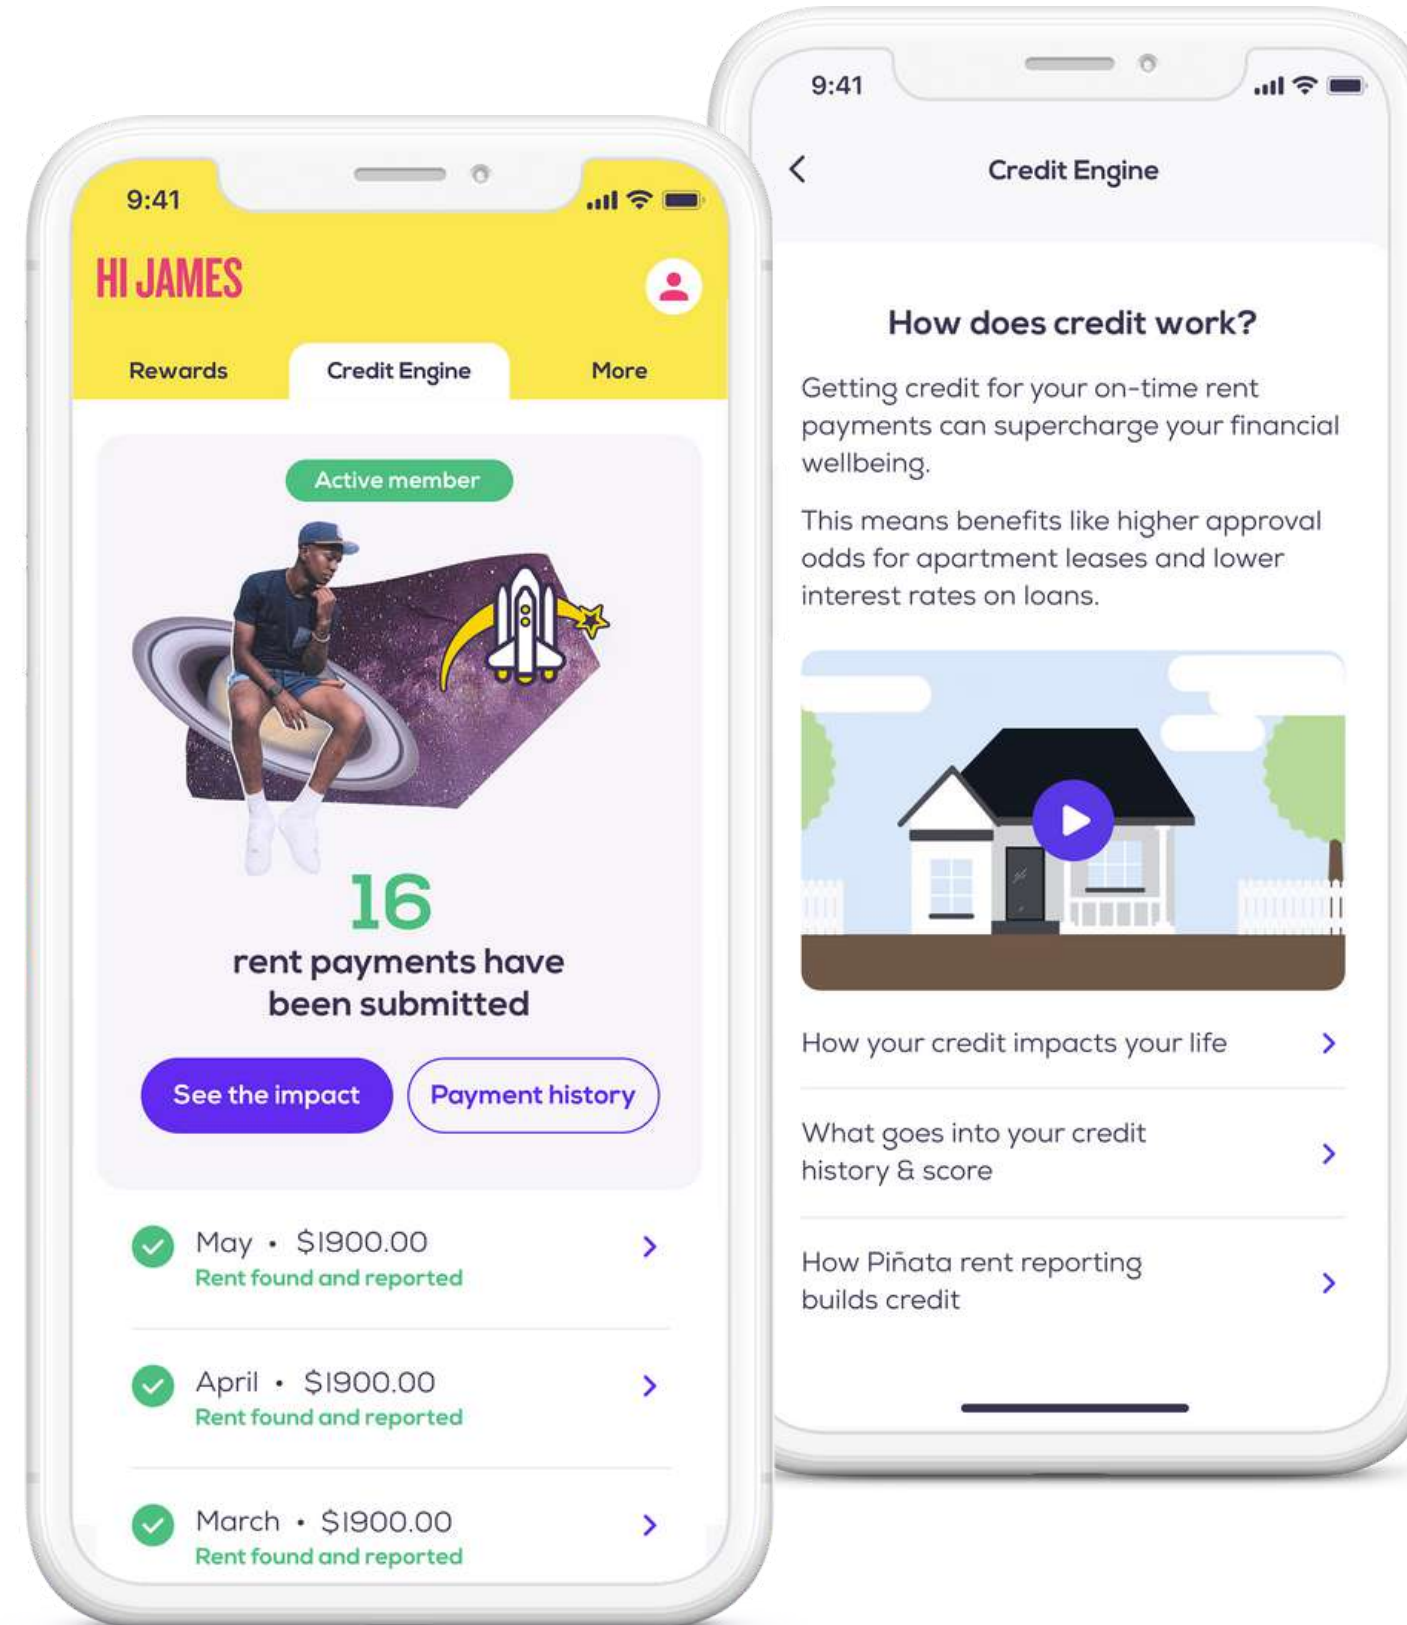 9:41
HI JAMES
Rewards
Credit Engine
More
Active member
16
rent payments have
been submitted
See the impact
Payment history
May • $1900.00
Rent found and reported
April • $1900.00
Rent found and reported
March • $1900.00
Rent found and reported
9:41
Credit Engine
How does credit work?
Getting credit for your on-time rent
payments can supercharge your financial
wellbeing.
This means benefits like higher approval
odds for apartment leases and lower
interest rates on loans.
How your credit impacts your life
What goes into your credit
history & score
How Piñata rent reporting
builds credit